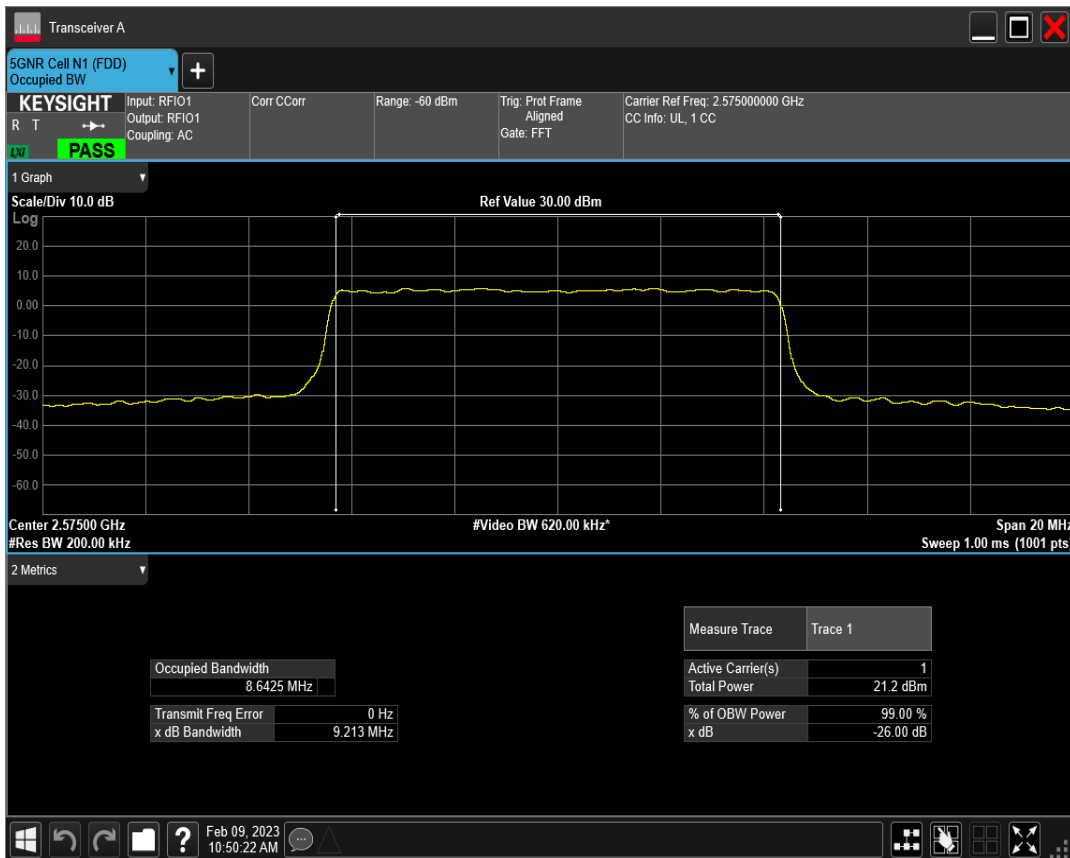 Transceiver A
5GNR Cell N1 (FDD)
Occupied BW
+
KEYSIGHT
R T
LXI
PASS
Input: RFIO1
Output: RFIO1
Coupling: AC
Corr CCorr
Range: -60 dBm
Trig: Prot Frame
Aligned
Gate: FFT
Carrier Ref Freq: 2.575000000 GHz
CC Info: UL, 1 CC
1 Graph
Scale/Div 10.0 dB
Ref Value 30.00 dBm
Log
20.0
10.0
0.00
-10.0
-20.0
-30.0
-40.0
-50.0
-60.0
Center 2.57500 GHz
#Video BW 620.00 kHz*
Span 20 MHz
#Res BW 200.00 kHz
Sweep 1.00 ms (1001 pts)
2 Metrics
Measure Trace Trace 1
Occupied Bandwidth
8.6425 MHz
Active Carrier(s) 1
Total Power 21.2 dBm
Transmit Freq Error 0 Hz
x dB Bandwidth 9.213 MHz
% of OBW Power 99.00 %
x dB -26.00 dB
?
Feb 09, 2023
10:50:22 AM